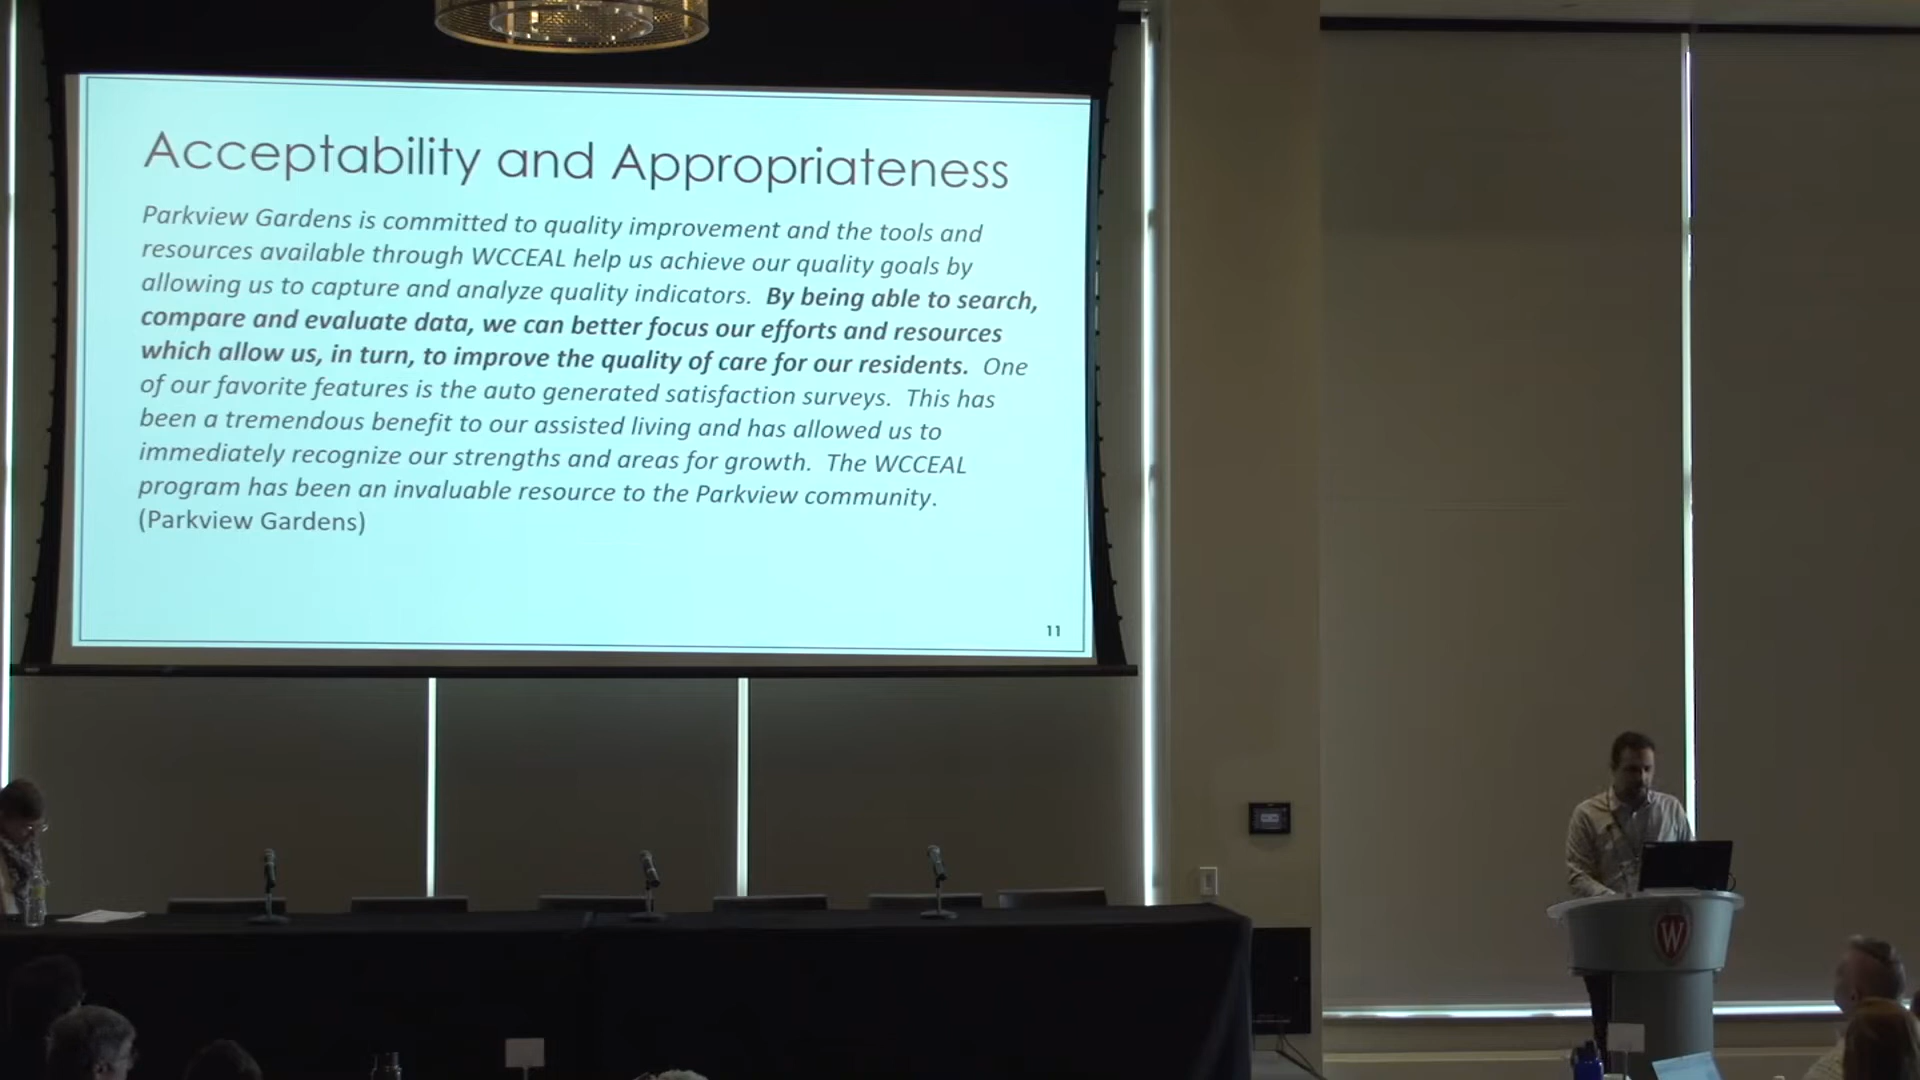 Acceptability and Appropriateness
Parkview Gardens is committed to quality improvement and the tools and
resources available through WCCEAL help us achieve our quality goals by
allowing us to capture and analyze quality indicators. By being able to search,
compare and evaluate data, we can better focus our efforts and resources
which allow us, in turn, to improve the quality of care for our residents. One
of our favorite features is the auto generated satisfaction surveys. This has
been a tremendous benefit to our assisted living and has allowed us to
immediately recognize our strengths and areas for growth. The WCCEAL
program has been an invaluable resource to the Parkview community.
(Parkview Gardens)
11
W